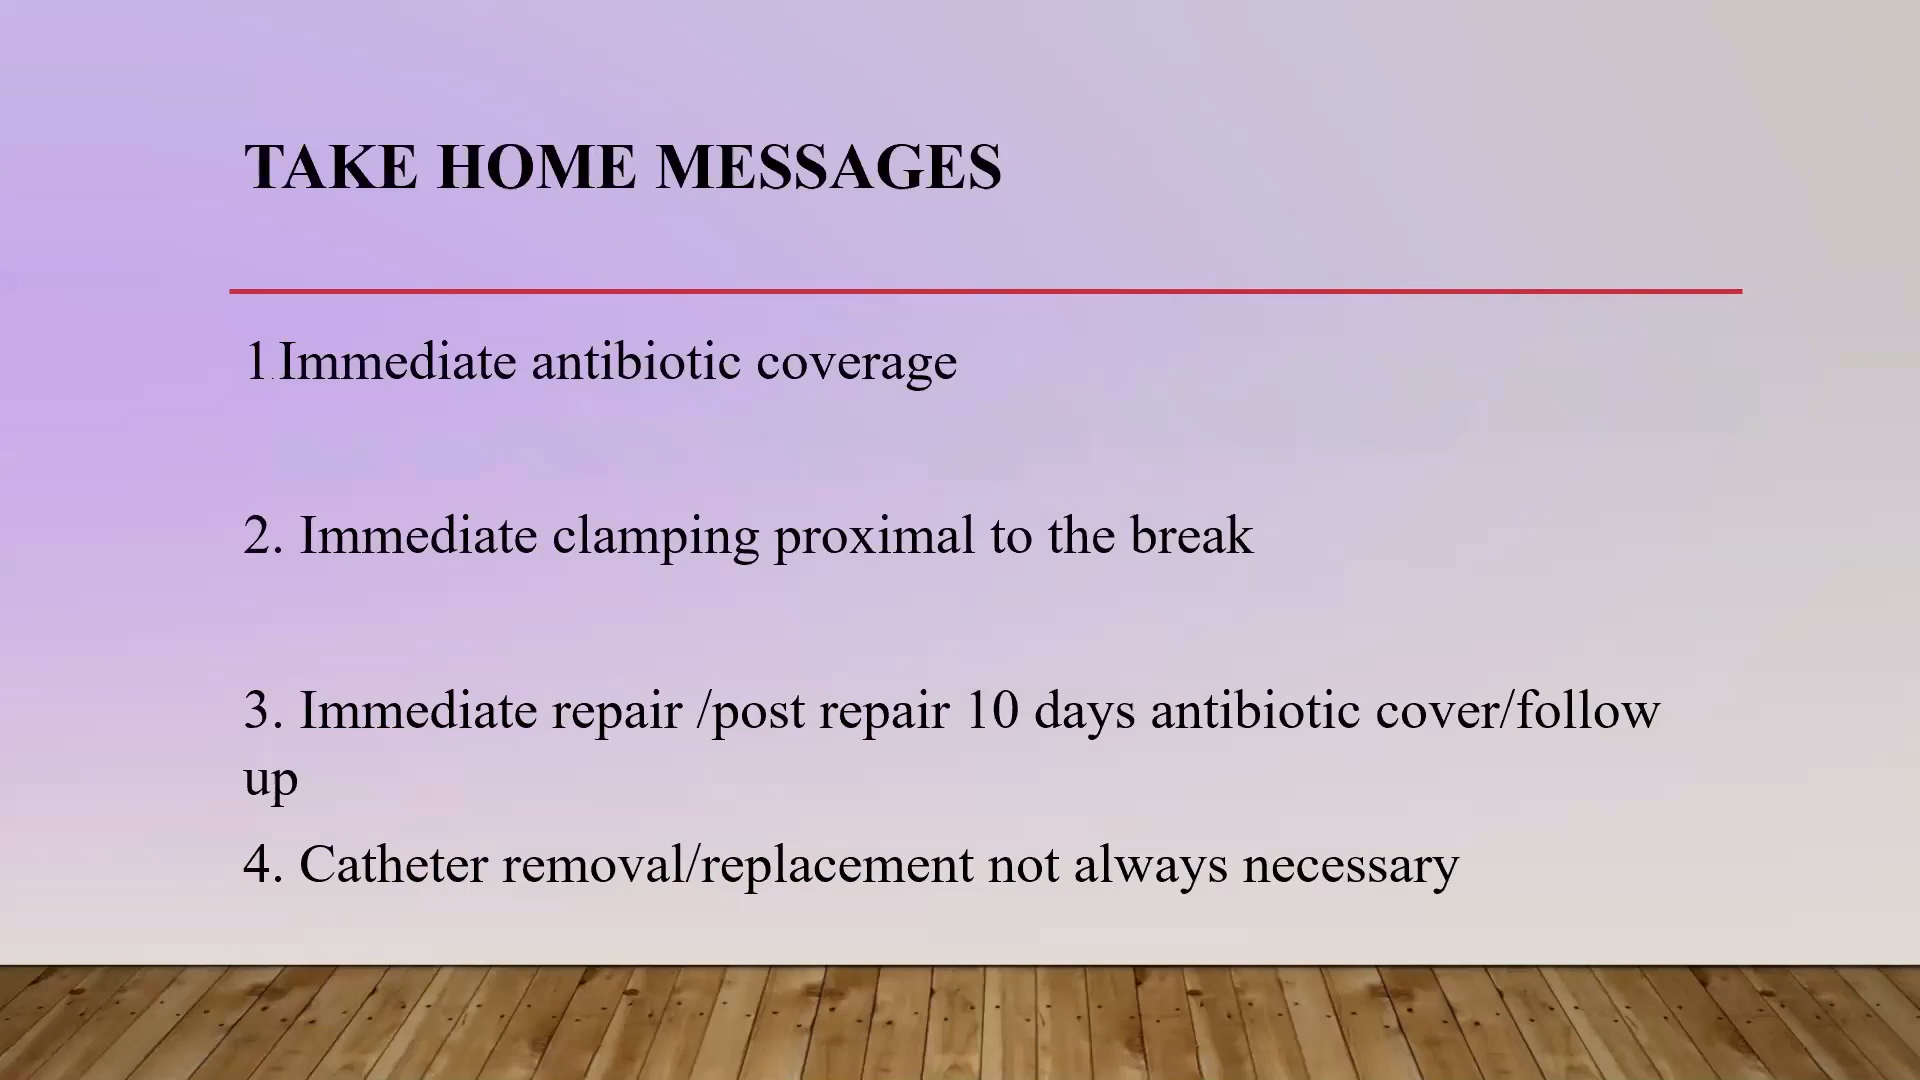 TAKE HOME MESSAGES
1.Immediate antibiotic coverage
2. Immediate clamping proximal to the break
3. Immediate repair /post repair 10 days antibiotic cover/follow
up
4. Catheter removal/replacement not always necessary